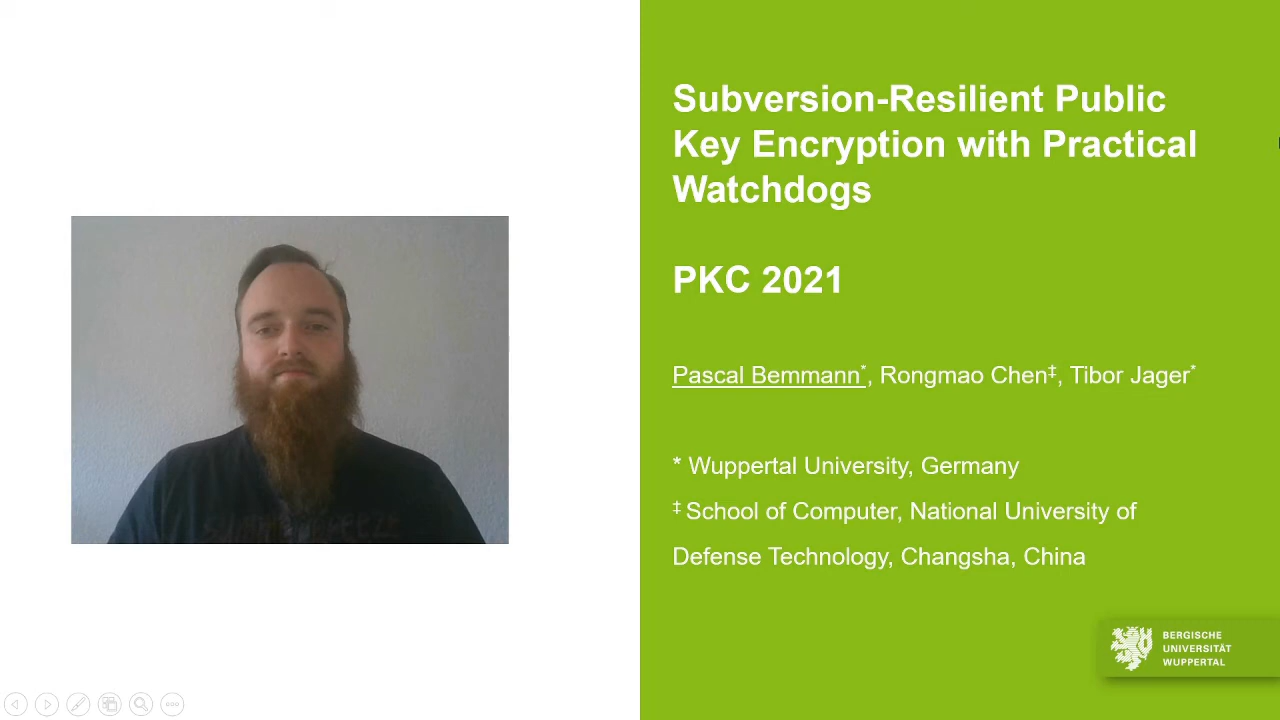 Subversion-Resilient Public
Key Encryption with Practical
Watchdogs
PKC 2021
Pascal Bemmann*, Rongmao Chen‡, Tibor Jager*
* Wuppertal University, Germany
‡ School of Computer, National University of
Defense Technology, Changsha, China
BERGISCHE
UNIVERSITÄT
WUPPERTAL